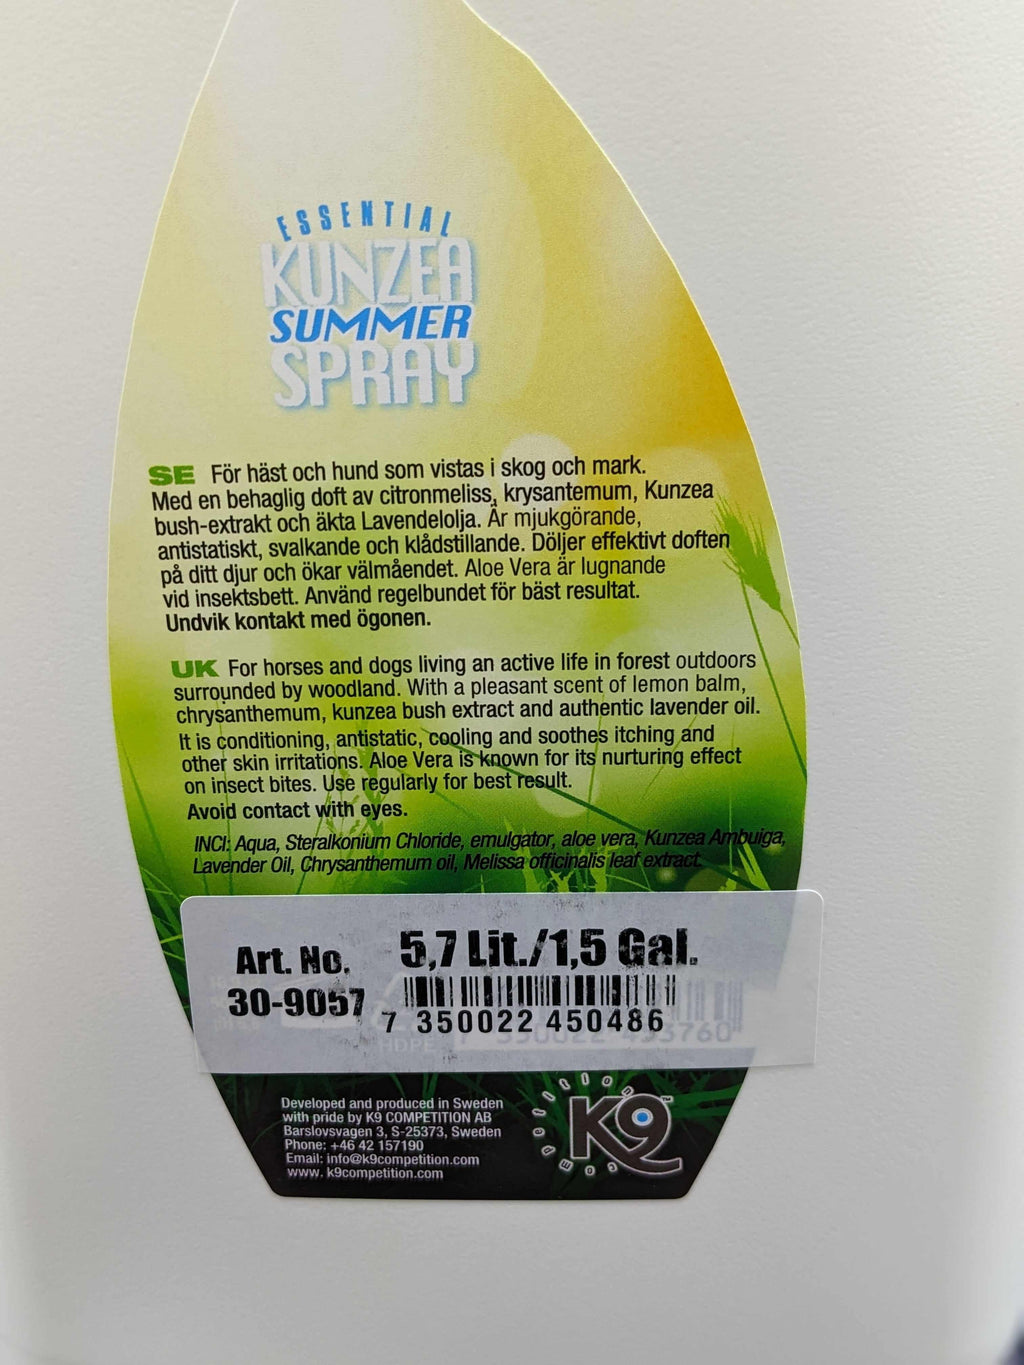 ESSENTIAL
KUNZEA
SUMMER
SPRAY
SE För häst och hund som vistas i skog och mark.
Med en behaglig doft av citronmeliss, krysantemum, Kunzea
bush-extrakt och äkta Lavendelolja. Är mjukgörande,
antistatiskt, svalkande och klådstillande. Döljer effektivt doften
på ditt djur och ökar välmåendet. Aloe Vera är lugnande
vid insektsbett. Använd regelbundet för bäst resultat.
Undvik kontakt med ögonen.
UK For horses and dogs living an active life in forest outdoors
surrounded by woodland. With a pleasant scent of lemon balm,
chrysanthemum, kunzea bush extract and authentic lavender oil.
It is conditioning, antistatic, cooling and soothes itching and
other skin irritations. Aloe Vera is known for its nurturing effect
on insect bites. Use regularly for best result.
Avoid contact with eyes.
INCI: Aqua, Steralkonium Chloride, emulgator, aloe vera, Kunzea Ambuiga,
Lavender Oil, Chrysanthemum oil, Melissa officinalis leaf extract
Art. No. 5,7 Lit./1,5 Gal.
30-9057
7 350022 450486
HDPE
Developed and produced in Sweden
with pride by K9 COMPETITION AB
Barslovsvagen 3, S-25373, Sweden
Phone: +46 42 157190
Email: info@k9competition.com
www. k9competition.com
K9™
Competition